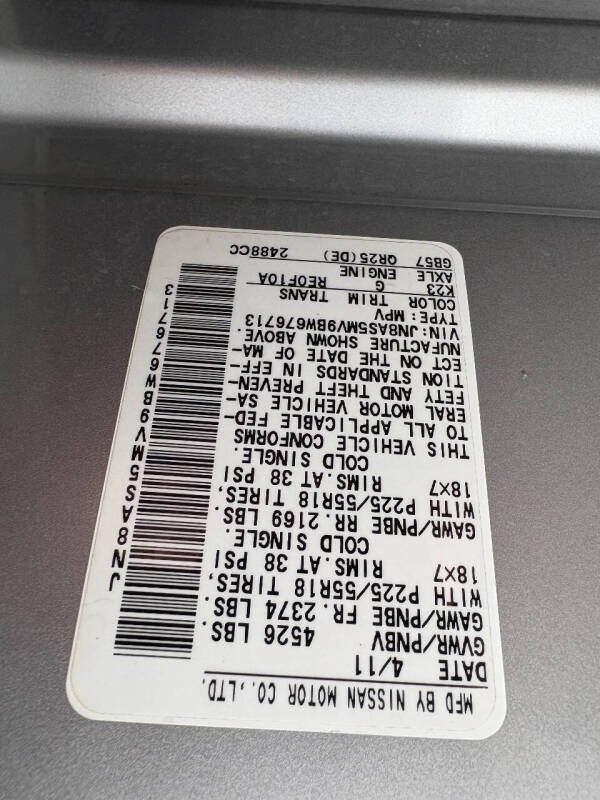 MFD BY NISSAN MOTOR CO.,LTD.
DATE 4/11
GVWR/PNBV 4526 LBS.
GAWR/PNBE FR. 2374 LBS.
WITH P225/55R18 TIRES,
18X7 RIMS.AT 38 PSI
COLD SINGLE.
GAWR/PNBE RR. 2169 LBS.
WITH P225/55R18 TIRES,
18X7 RIMS.AT 38 PSI
COLD SINGLE.
THIS VEHICLE CONFORMS
TO ALL APPLICABLE FED-
ERAL MOTOR VEHICLE SA-
FETY AND THEFT PREVEN-
TION STANDARDS IN EFF-
ECT ON THE DATE OF MA-
NUFACTURE SHOWN ABOVE.
VIN:JN8AS5MV9BW676713
TYPE:MPV
COLOR TRIM TRANS
K23 G RE0F10A
AXLE ENGINE
GB57 QR25(DE) 2488CC
JN8AS5MV9BW676713